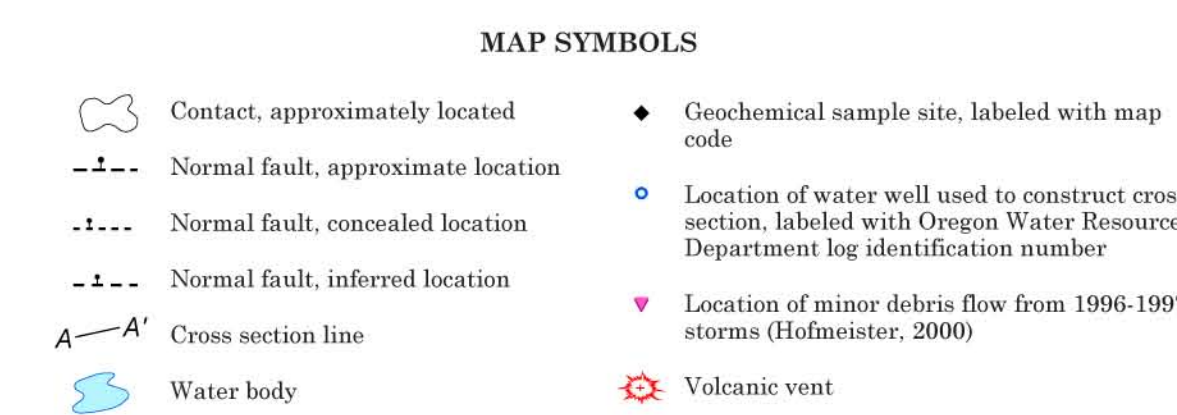 MAP SYMBOLS
Contact, approximately located
Normal fault, approximate location
Normal fault, concealed location
Normal fault, inferred location
A A' Cross section line
Water body
Geochemical sample site, labeled with map
code
Location of water well used to construct cros
section, labeled with Oregon Water Resource
Department log identification number
Location of minor debris flow from 1996-199
storms (Hofmeister, 2000)
Volcanic vent